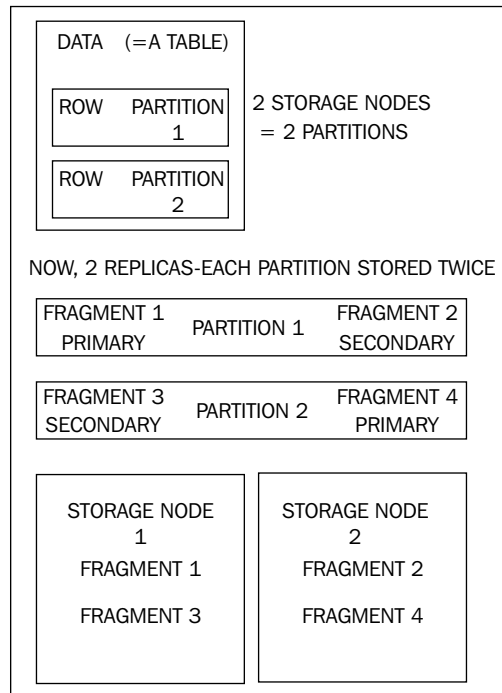 DATA (=A TABLE)
ROW PARTITION
1
ROW PARTITION
2
2 STORAGE NODES
= 2 PARTITIONS
NOW, 2 REPLICAS-EACH PARTITION STORED TWICE
FRAGMENT 1
PRIMARY
PARTITION 1
FRAGMENT 2
SECONDARY
FRAGMENT 3
SECONDARY
PARTITION 2
FRAGMENT 4
PRIMARY
STORAGE NODE
1
FRAGMENT 1
FRAGMENT 3
STORAGE NODE
2
FRAGMENT 2
FRAGMENT 4